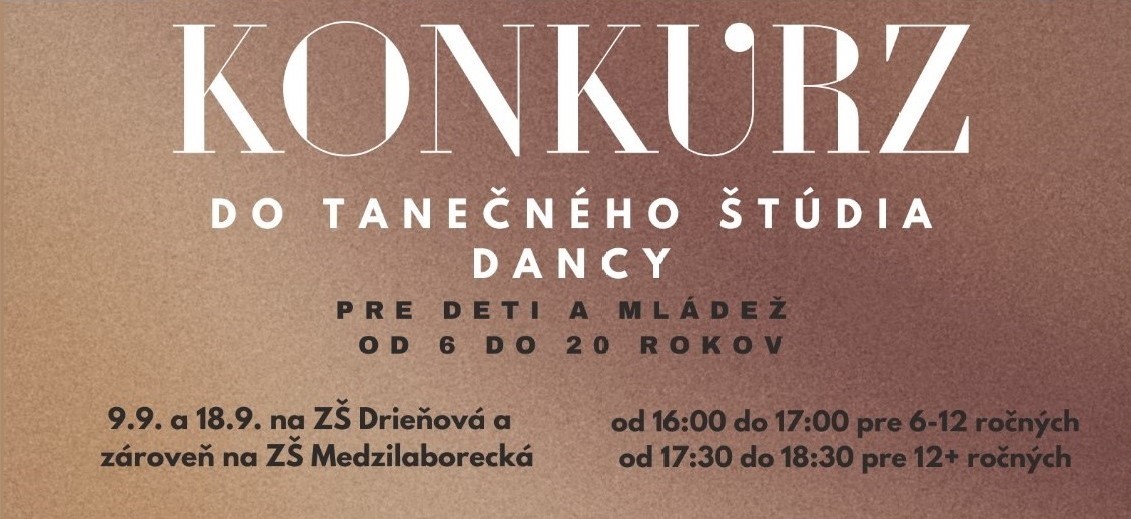 KONKURZ
DO TANEČNÉHO ŠTÚDIA
DANCY
PRE DETI A MLÁDEŽ
OD 6 DO 20 ROKOV
9.9. a 18.9. na ZŠ Drieňová a
zároveň na ZŠ Medzilaborecká
od 16:00 do 17:00 pre 6-12 ročných
od 17:30 do 18:30 pre 12+ ročných